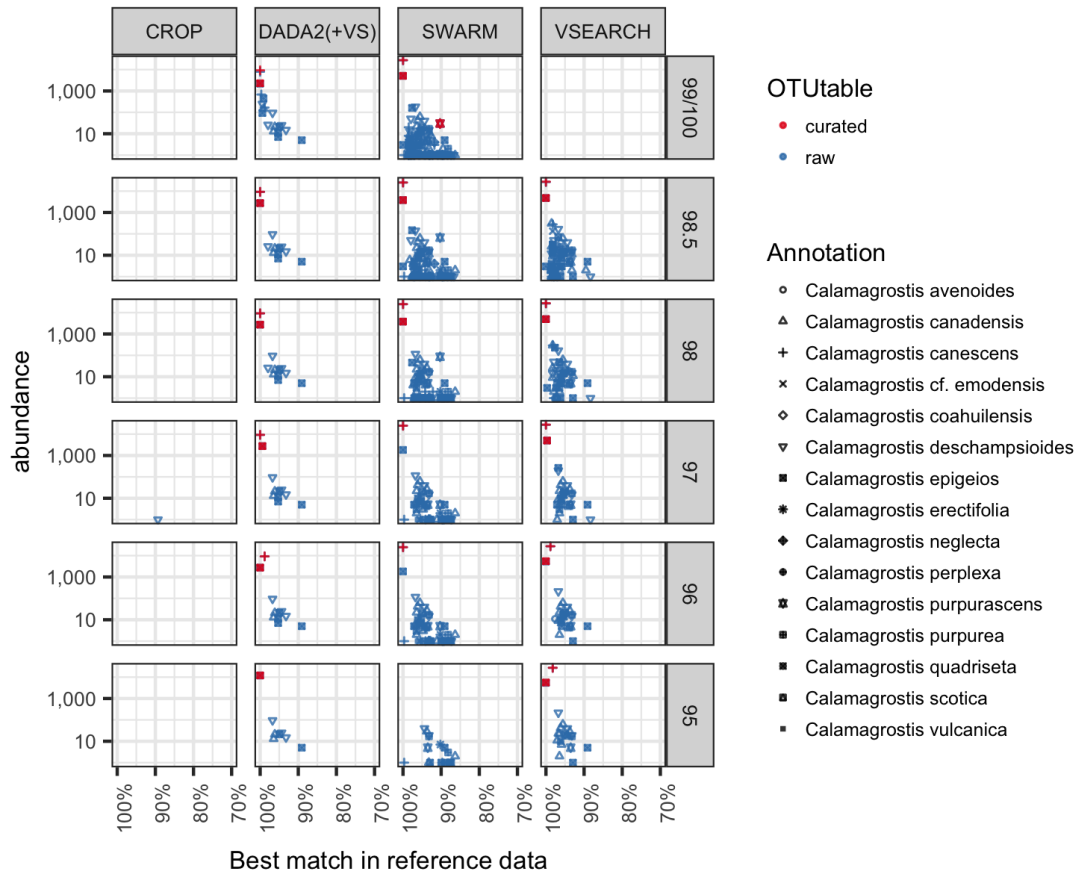 CROP
DADA2(+VS)
SWARM
VSEARCH
1,000
10
99/100
1,000
10
98.5
1,000
10
98
1,000
10
97
1,000
10
96
1,000
10
95
100%
90%
80%
70%
100%
90%
80%
70%
100%
90%
80%
70%
100%
90%
80%
70%
abundance
Best match in reference data
OTUtable
curated
raw
Annotation
Calamagrostis avenoides
Calamagrostis canadensis
Calamagrostis canescens
Calamagrostis cf. emodensis
Calamagrostis coahuilensis
Calamagrostis deschampsioides
Calamagrostis epigeios
Calamagrostis erectifolia
Calamagrostis neglecta
Calamagrostis perplexa
Calamagrostis purpurascens
Calamagrostis purpurea
Calamagrostis quadriseta
Calamagrostis scotica
Calamagrostis vulcanica